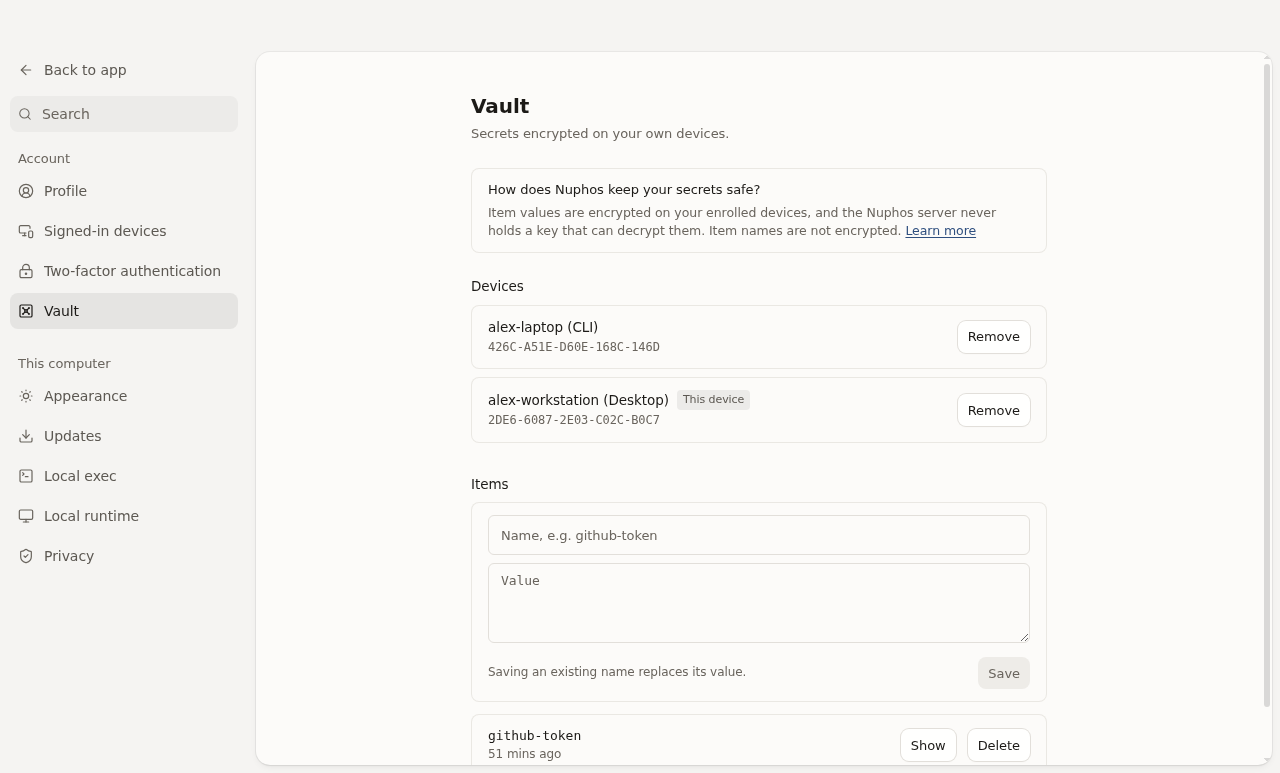 Back to app
Search
Account
Profile
Signed-in devices
Two-factor authentication
Vault
This computer
Appearance
Updates
Local exec
Local runtime
Privacy
Vault
Secrets encrypted on your own devices.
How does Nuphos keep your secrets safe?
Item values are encrypted on your enrolled devices, and the Nuphos server never
holds a key that can decrypt them. Item names are not encrypted. Learn more
Devices
alex-laptop (CLI)
426C-A51E-D60E-168C-146D
Remove
alex-workstation (Desktop) This device
2DE6-6087-2E03-C02C-B0C7
Remove
Items
Name, e.g. github-token
Value
Saving an existing name replaces its value.
Save
github-token
51 mins ago
Show
Delete